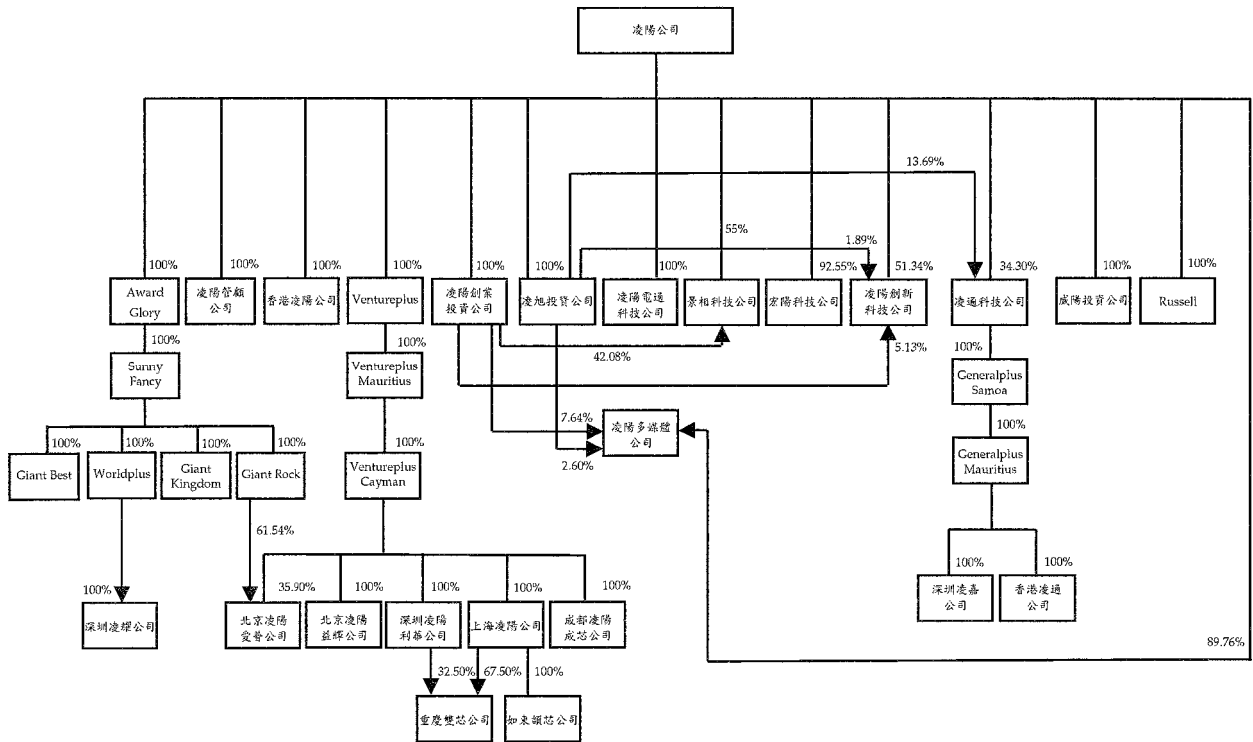 凌陽公司
13.69%
55%
1.89%
100%
100%
100%
100%
100%
100%
100%
92.55%
51.34%
34.30%
100%
100%
Award
Glory
凌陽管顧
公司
香港凌陽公司
Ventureplus
凌陽創業
投資公司
凌旭投資公司
凌陽電通
科技公司
景相科技公司
宏陽科技公司
凌陽創新
科技公司
凌通科技公司
威陽投資公司
Russell
100%
100%
42.08%
5.13%
100%
Sunny
Fancy
Ventureplus
Mauritius
Generalplus
Samoa
7.64%
凌陽多媒體
公司
2.60%
100%
100%
100%
100%
100%
100%
Giant Best
Worldplus
Giant
Kingdom
Giant Rock
Ventureplus
Cayman
Generalplus
Mauritius
61.54%
100%
35.90%
100%
100%
100%
100%
100%
100%
深圳凌耀公司
北京凌陽
愛普公司
北京凌陽
益輝公司
深圳凌陽
利華公司
上海凌陽公司
成都凌陽
成芯公司
深圳凌嘉
公司
香港凌通
公司
89.76%
32.50%
67.50%
100%
重慶雙芯公司
如東韻芯公司